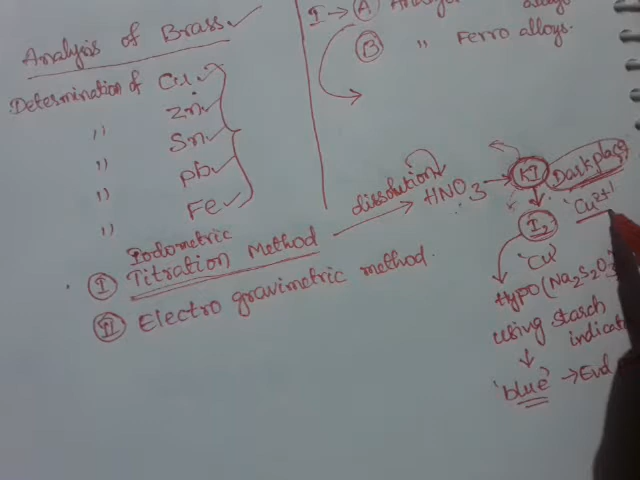 Analysis of Brass
Determination of Cu
" Zn
" Sn
" Pb
" Fe
I → A
B " Ferro alloys.
Iodometric
I Titration Method
dissolution
HNO3 → KI
Dark place
I2
'Cu2+'
'Cu'
Hypo (Na2S2O3
using starch
indicat
'blue' → End
II Electro gravimetric method.